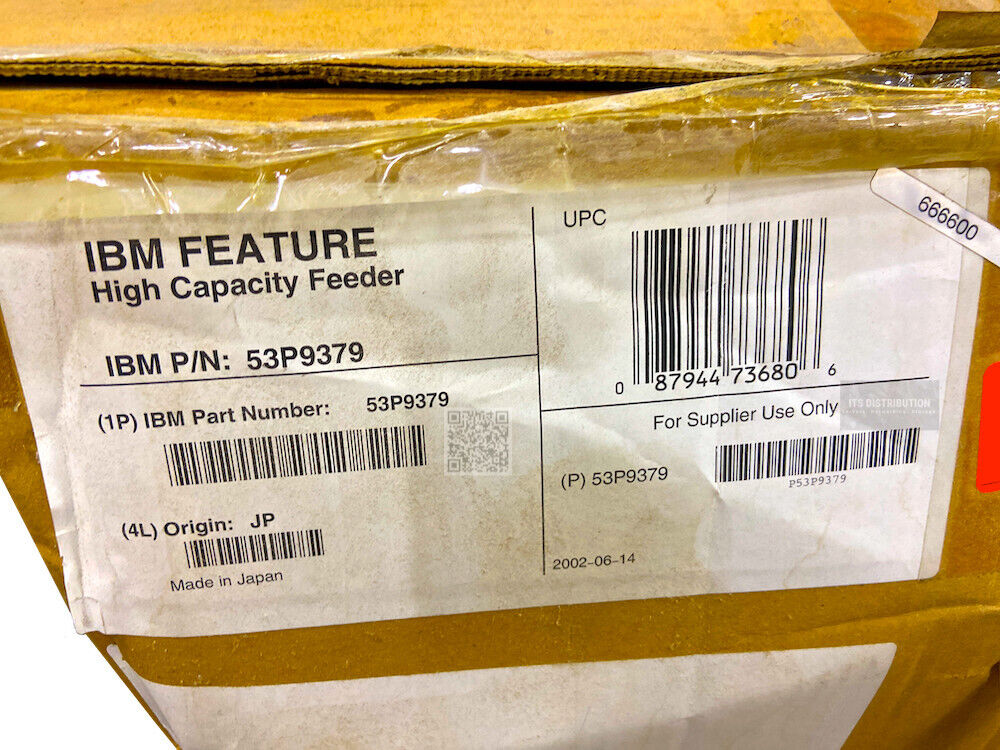 IBM FEATURE
High Capacity Feeder
IBM P/N: 53P9379
(1P) IBM Part Number: 53P9379
(4L) Origin: JP
Made in Japan
UPC
0 87944 73680 6
For Supplier Use Only
(P) 53P9379
P53P9379
2002-06-14
666600
ITS DISTRIBUTION